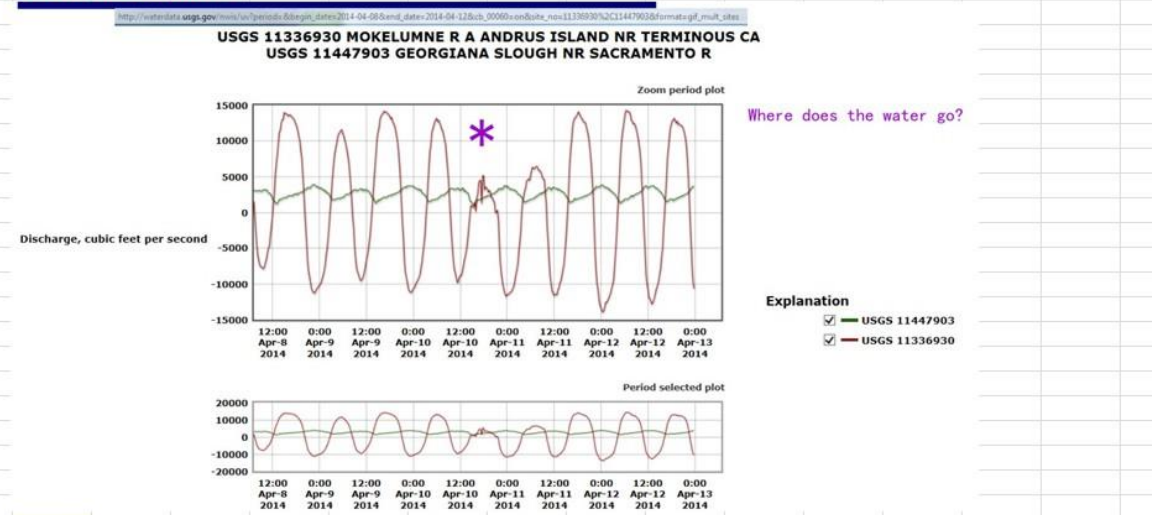 http://waterdata.usgs.gov/nwis/uv?period=&begin_date=2014-04-08&end_date=2014-04-12&cb_00060=on&site_no=11336930%2C11447903&format=gif_mult_sites
USGS 11336930 MOKELUMNE R A ANDRUS ISLAND NR TERMINOUS CA
USGS 11447903 GEORGIANA SLOUGH NR SACRAMENTO R
Zoom period plot
Where does the water go?
*
15000
10000
5000
0
-5000
-10000
-15000
Discharge, cubic feet per second
12:00 0:00 12:00 0:00 12:00 0:00 12:00 0:00 12:00 0:00
Apr-8 Apr-9 Apr-9 Apr-10 Apr-10 Apr-11 Apr-11 Apr-12 Apr-12 Apr-13
2014 2014 2014 2014 2014 2014 2014 2014 2014 2014
Explanation
USGS 11447903
USGS 11336930
Period selected plot
20000
10000
0
-10000
-20000
12:00 0:00 12:00 0:00 12:00 0:00 12:00 0:00 12:00 0:00
Apr-8 Apr-9 Apr-9 Apr-10 Apr-10 Apr-11 Apr-11 Apr-12 Apr-12 Apr-13
2014 2014 2014 2014 2014 2014 2014 2014 2014 2014